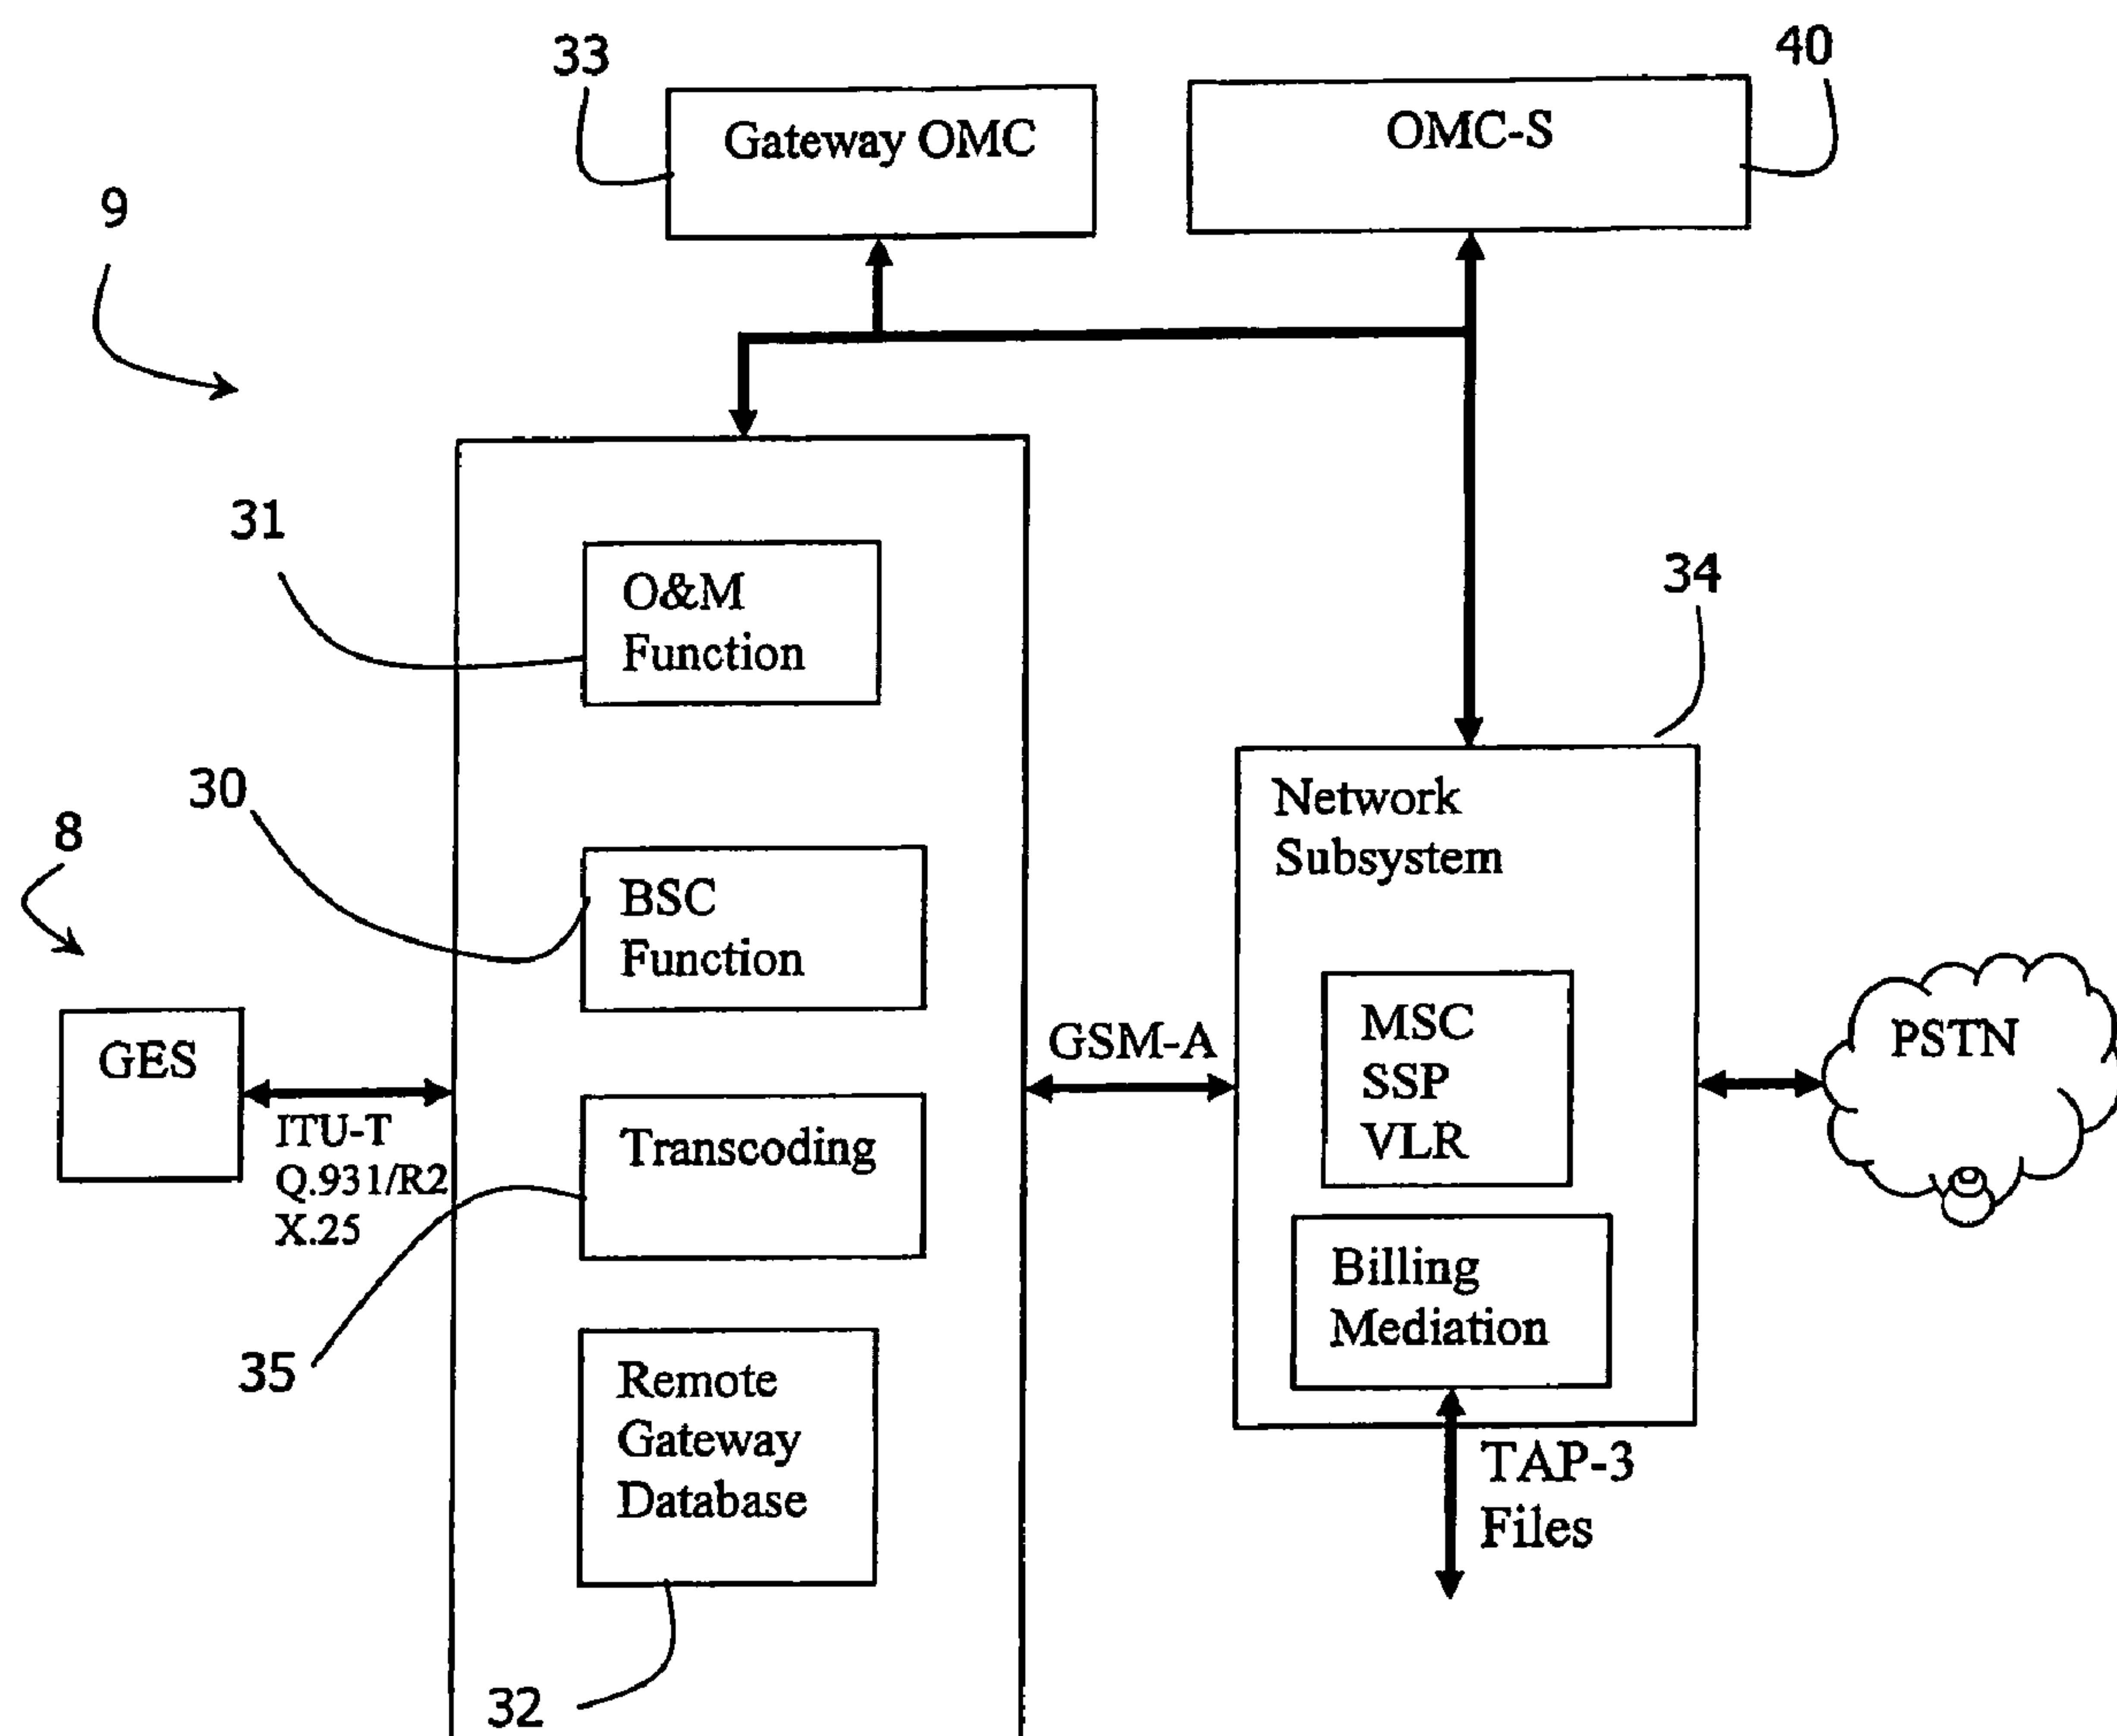 33
40
Gateway OMC
OMC-S
9
31
O&M
Function
34
30
8
BSC
Function
Network
Subsystem
GES
ITU-T
Q.931/R2
X.25
GSM-A
MSC
SSP
VLR
PSTN
Transcoding
35
Billing
Mediation
Remote
Gateway
Database
TAP-3
Files
32